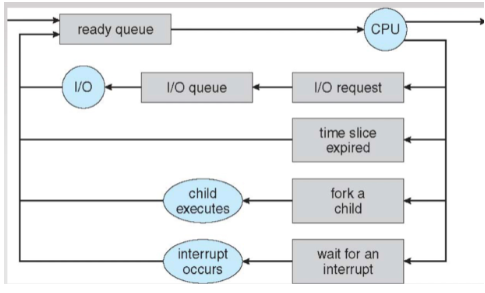 ready queue
CPU
I/O
I/O queue
I/O request
time slice
expired
child
executes
fork a
child
interrupt
occurs
wait for an
interrupt